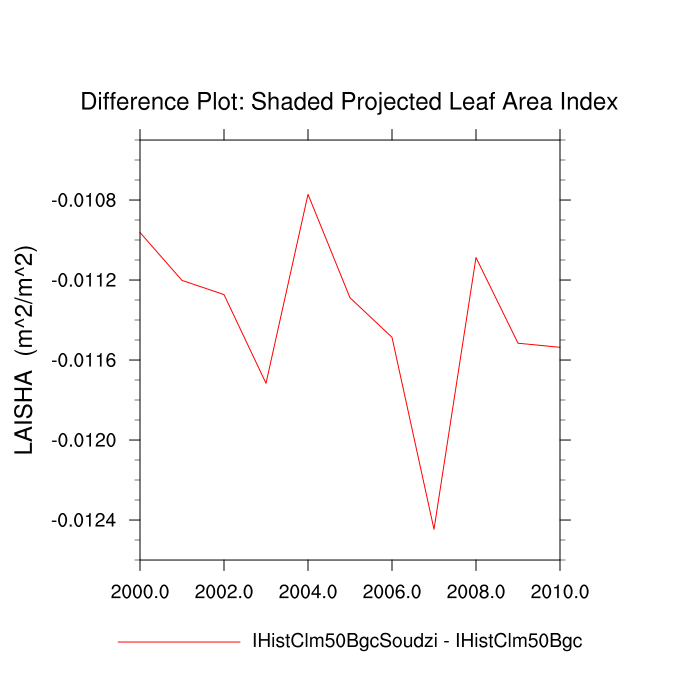 Difference Plot: Shaded Projected Leaf Area Index
LAISHA (m^2/m^2)
-0.0108
-0.0112
-0.0116
-0.0120
-0.0124
2000.0 2002.0 2004.0 2006.0 2008.0 2010.0
IHistClm50BgcSoudzi - IHistClm50Bgc